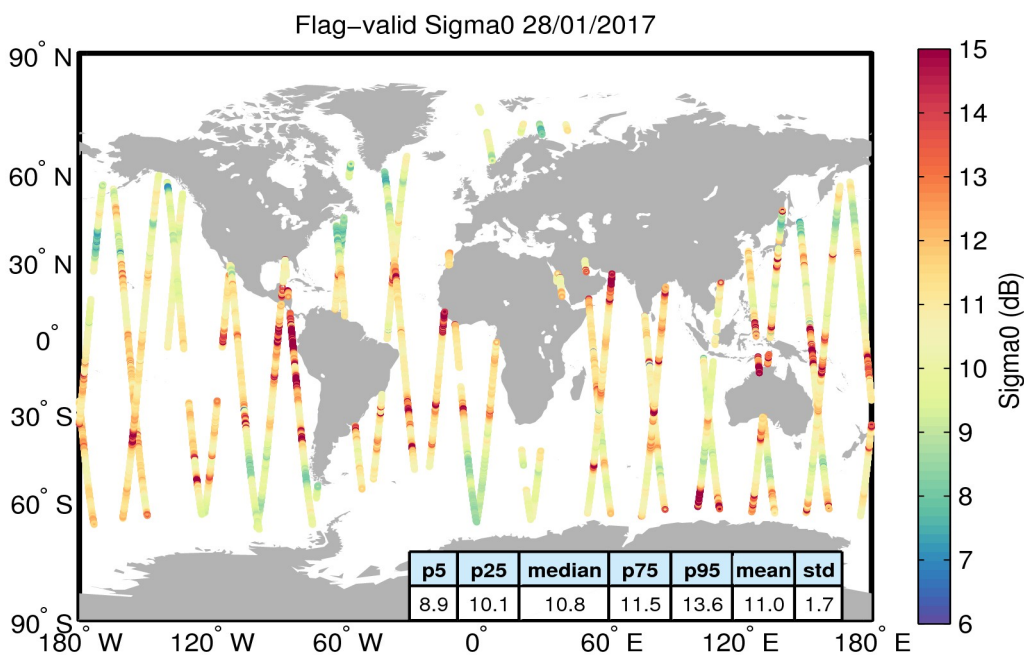 Flag–valid Sigma0 28/01/2017
90° N
60° N
30° N
0°
30° S
60° S
90° S
180° W 120° W 60° W 0° 60° E 120° E 180° E
p5 p25 median p75 p95 mean std
8.9 10.1 10.8 11.5 13.6 11.0 1.7
15
14
13
12
11
10
9
8
7
6
Sigma0 (dB)